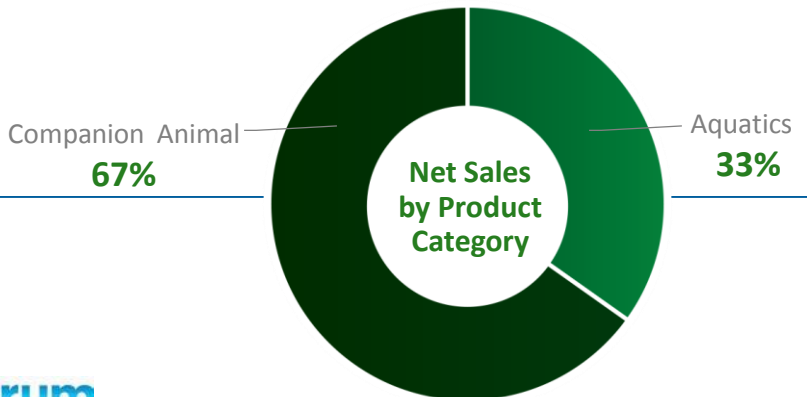 Companion Animal
67%
Net Sales
by Product
Category
Aquatics
33%